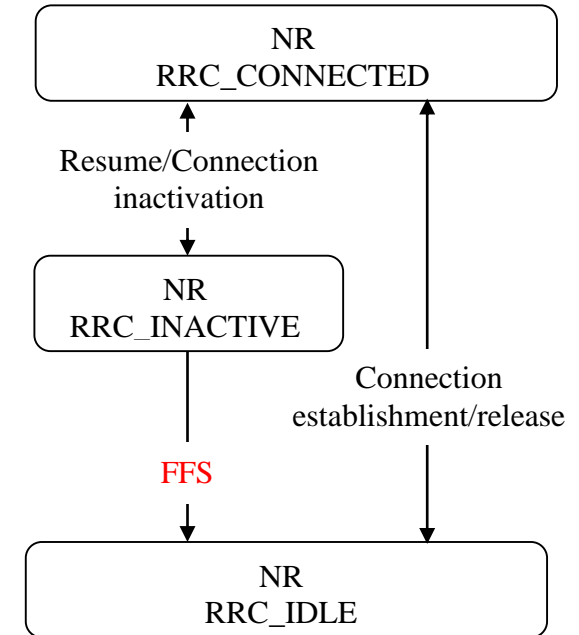 NR
RRC_CONNECTED
Resume/Connection
inactivation
NR
RRC_INACTIVE
Connection
establishment/release
FFS
NR
RRC_IDLE